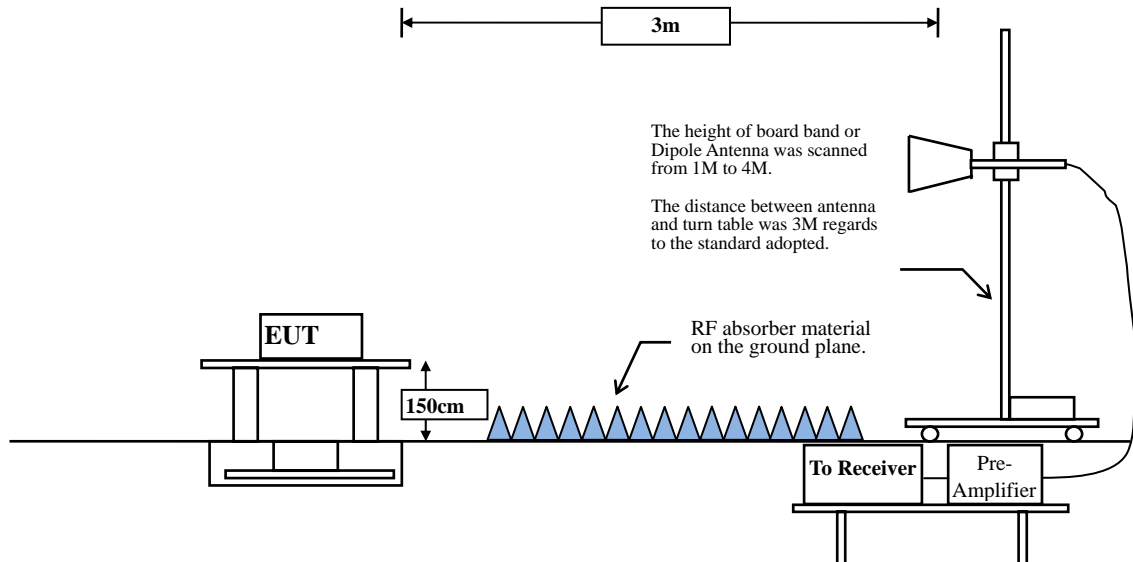 3m
The height of board band or
Dipole Antenna was scanned
from 1M to 4M.
The distance between antenna
and turn table was 3M regards
to the standard adopted.
EUT
RF absorber material
on the ground plane.
150cm
To Receiver
Pre-
Amplifier